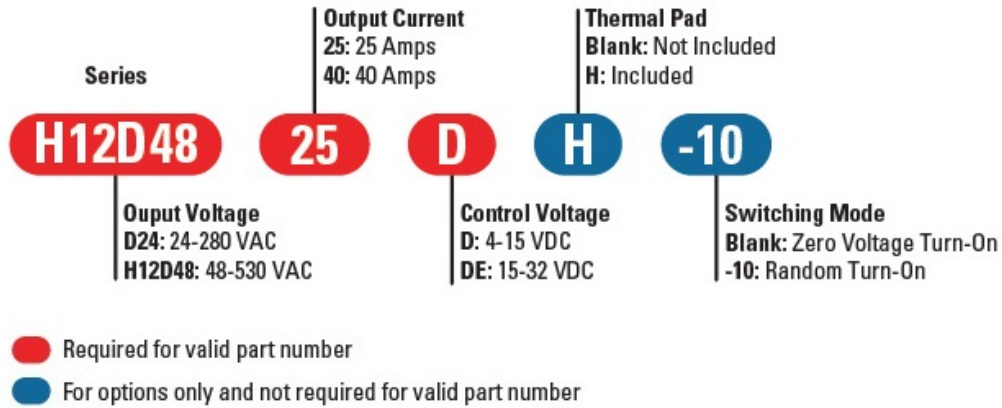 Output Current
25: 25 Amps
40: 40 Amps
Thermal Pad
Blank: Not Included
H: Included
Series
H12D48 25 D H -10
Ouput Voltage
D24: 24-280 VAC
H12D48: 48-530 VAC
Control Voltage
D: 4-15 VDC
DE: 15-32 VDC
Switching Mode
Blank: Zero Voltage Turn-On
-10: Random Turn-On
Required for valid part number
For options only and not required for valid part number